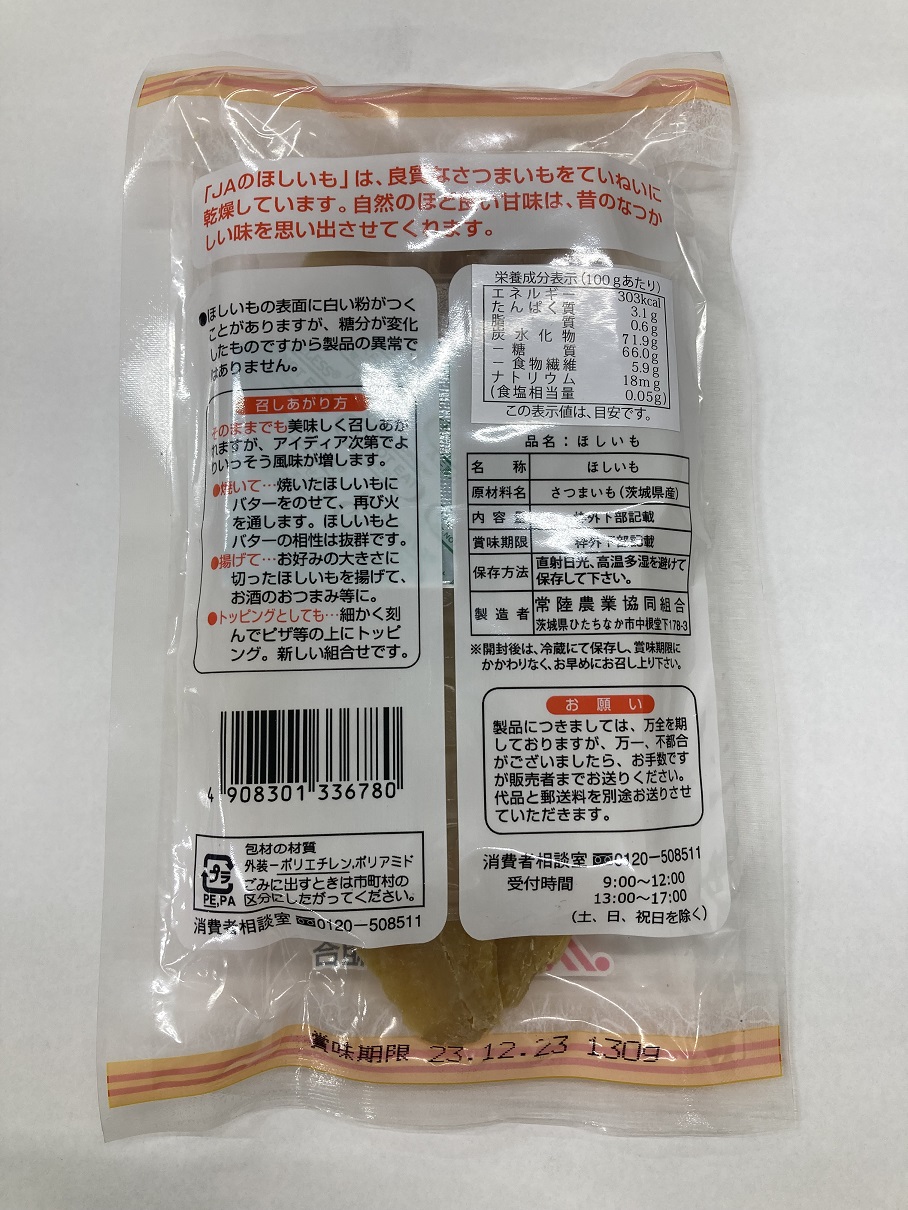 「JAのほしいも」は、良質なさつまいもをていねいに
乾燥しています。自然のほど良い甘味は、昔のなつか
しい味を思い出させてくれます。
●ほしいもの表面に白い粉がつく
ことがありますが、糖分が変化
したものですから製品の異常で
はありません。
召しあがり方
そのままでも美味しく召しあが
れますが、アイディア次第でよ
りいっそう風味が増します。
●焼いて…焼いたほしいもに
バターをのせて、再び火
を通します。ほしいもと
バターの相性は抜群です。
●揚げて…お好みの大きさに
切ったほしいもを揚げて、
お酒のおつまみ等に。
●トッピングとしても…細かく刻
んでピザ等の上にトッピ
ング。新しい組合せです。
4 908301 336780
包材の材質
外装ーポリエチレン,ポリアミド
ごみに出すときは市町村の
区分にしたがってください。
プラ
PE,PA
消費者相談室 0120-508511
栄養成分表示(100gあたり)
エネルギー 303kcal
たんぱく質 3.1g
脂質 0.6g
炭水化物 71.9g
−糖質 66.0g
−食物繊維 5.9g
ナトリウム 18mg
(食塩相当量 0.05g)
この表示値は、目安です。
品名：ほしいも
名称 ほしいも
原材料名 さつまいも(茨城県産)
内容量 枠外下部記載
賞味期限 枠外下部記載
保存方法 直射日光、高温多湿を避けて
保存して下さい。
製造者 常陸農業協同組合
茨城県ひたちなか市中根堂下178-3
※開封後は、冷蔵にて保存し、賞味期限に
かかわりなく、お早めにお召し上り下さい。
お願い
製品につきましては、万全を期
しておりますが、万一、不都合
がございましたら、お手数です
が販売者までお送りください。
代品と郵送料を別途お送りさせ
ていただきます。
消費者相談室 0120-508511
受付時間 9:00〜12:00
13:00〜17:00
(土、日、祝日を除く)
賞味期限 23.12.23 130g